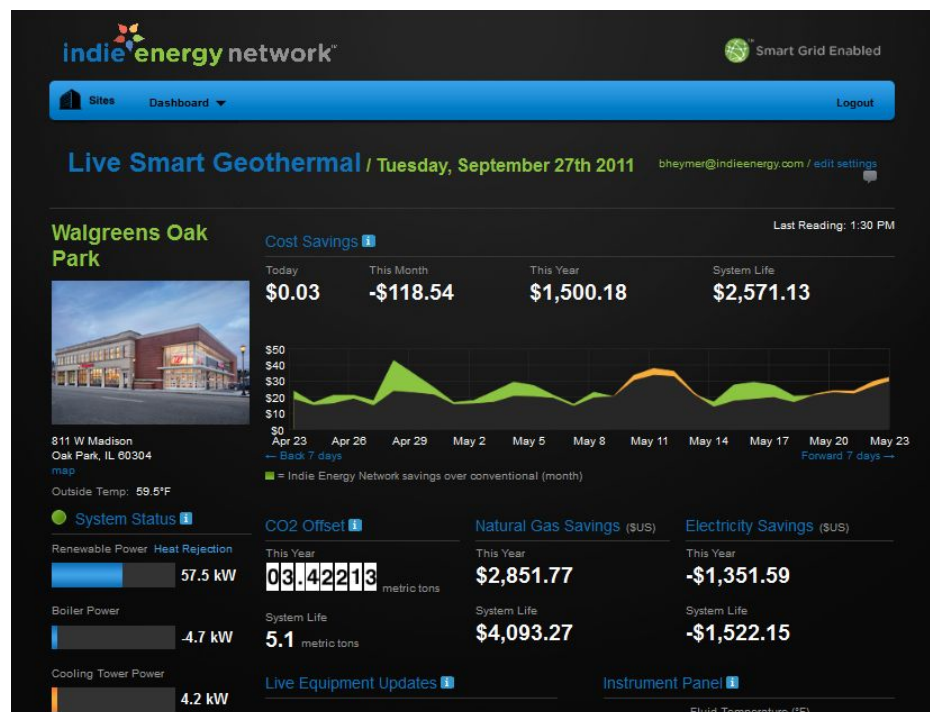 indie energy network™
Smart Grid Enabled
Sites Dashboard Logout
Live Smart Geothermal / Tuesday, September 27th 2011 bheymer@indieenergy.com / edit settings
Last Reading: 1:30 PM
Walgreens Oak
Park
811 W Madison
Oak Park, IL 60304
map
Outside Temp: 59.5°F
System Status i
Renewable Power Heat Rejection
57.5 kW
Boiler Power
-4.7 kW
Cooling Tower Power
4.2 kW
Cost Savings i
Today This Month This Year System Life
$0.03 -$118.54 $1,500.18 $2,571.13
$50
$40
$30
$20
$10
$0
Apr 23 Apr 26 Apr 29 May 2 May 5 May 8 May 11 May 14 May 17 May 20 May 23
← Back 7 days Forward 7 days →
= Indie Energy Network savings over conventional (month)
CO2 Offset i
This Year
03.42213 metric tons
System Life
5.1 metric tons
Natural Gas Savings ($US)
This Year
$2,851.77
System Life
$4,093.27
Electricity Savings ($US)
This Year
-$1,351.59
System Life
-$1,522.15
Live Equipment Updates i
Instrument Panel i
Fluid Temperature (°F)